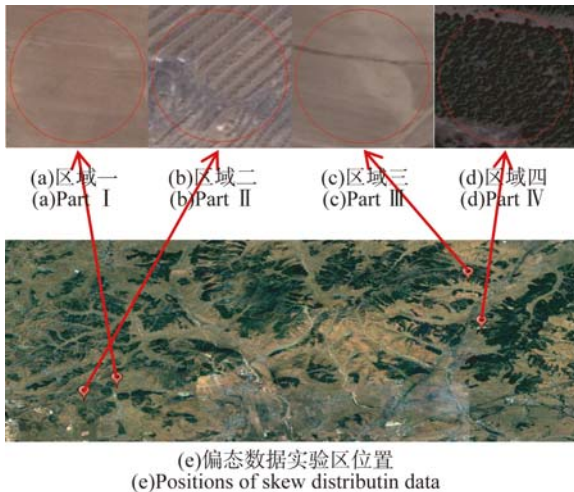 (a)区域一 (b)区域二 (c)区域三 (d)区域四
(a)Part Ⅰ (b)Part Ⅱ (c)Part Ⅲ (d)Part Ⅳ
(e)偏态数据实验区位置
(e)Positions of skew distributin data